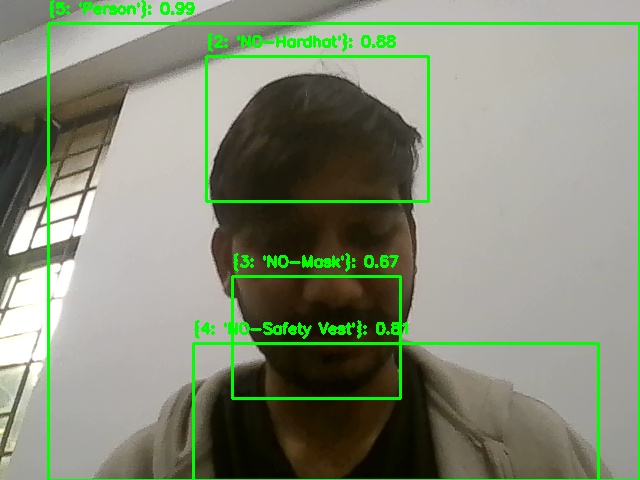 {5: 'Person'}: 0.99
{2: 'NO-Hardhat'}: 0.88
{3: 'NO-Mask'}: 0.67
{4: 'NO-Safety Vest'}: 0.81